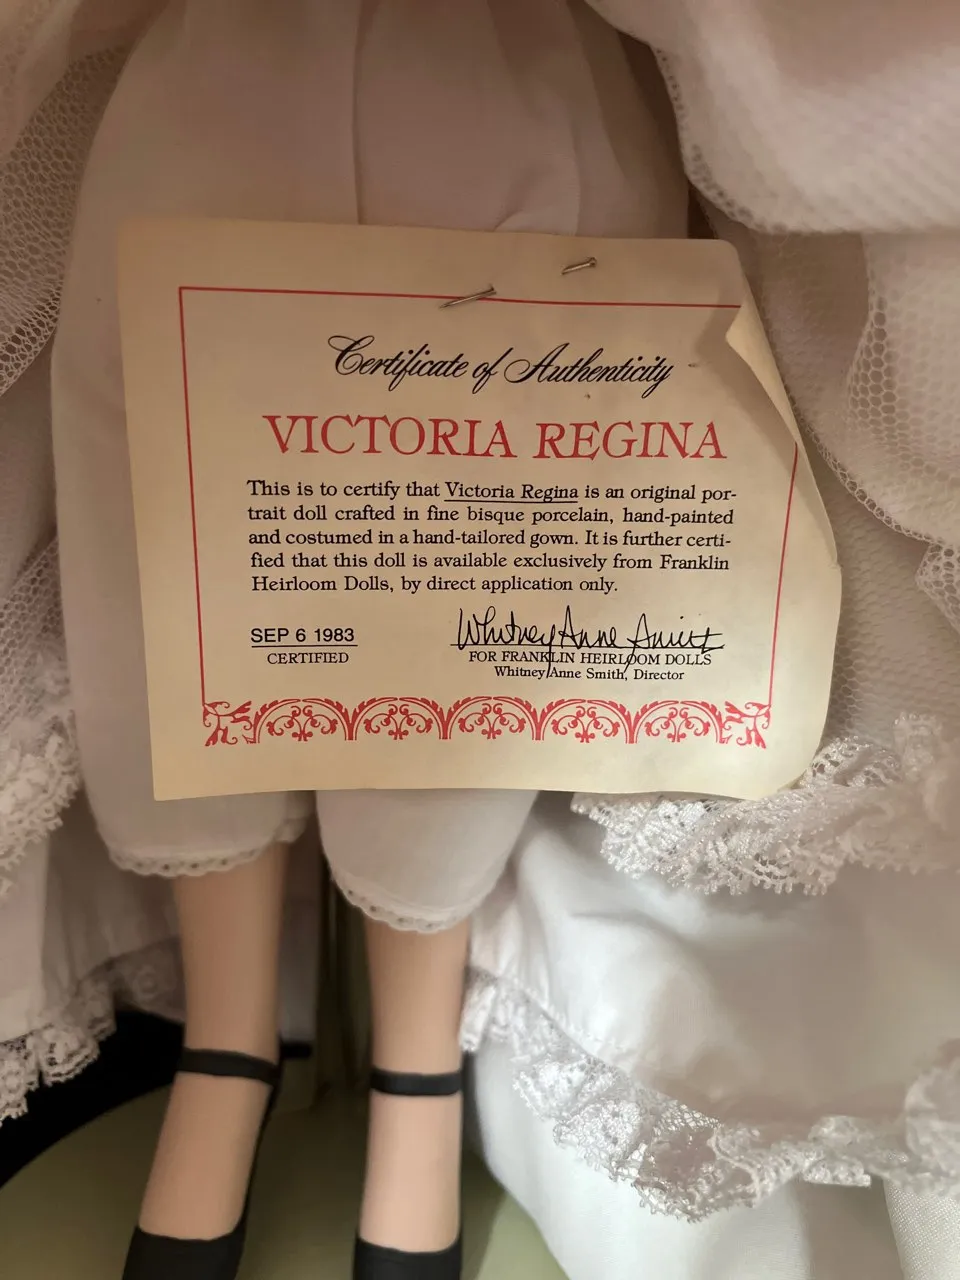 Certificate of Authenticity
VICTORIA REGINA
This is to certify that Victoria Regina is an original por-
trait doll crafted in fine bisque porcelain, hand-painted
and costumed in a hand-tailored gown. It is further certi-
fied that this doll is available exclusively from Franklin
Heirloom Dolls, by direct application only.
SEP 6 1983
CERTIFIED
Whitney Anne Smith
FOR FRANKLIN HEIRLOOM DOLLS
Whitney Anne Smith, Director